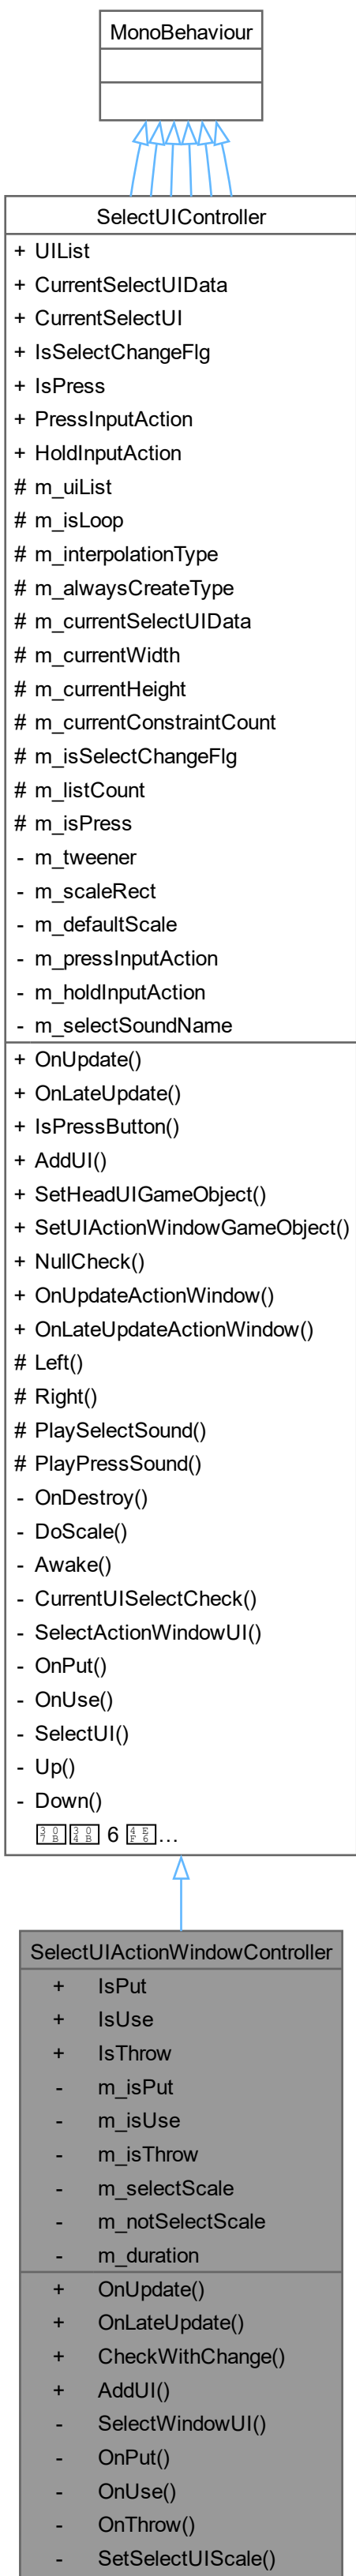 MonoBehaviour
SelectUIController
+ UIList
+ CurrentSelectUIData
+ CurrentSelectUI
+ IsSelectChangeFlg
+ IsPress
+ PressInputAction
+ HoldInputAction
# m_uiList
# m_isLoop
# m_interpolationType
# m_alwaysCreateType
# m_currentSelectUIData
# m_currentWidth
# m_currentHeight
# m_currentConstraintCount
# m_isSelectChangeFlg
# m_listCount
# m_isPress
- m_tweener
- m_scaleRect
- m_defaultScale
- m_pressInputAction
- m_holdInputAction
- m_selectSoundName
+ OnUpdate()
+ OnLateUpdate()
+ IsPressButton()
+ AddUI()
+ SetHeadUIGameObject()
+ SetUIActionWindowGameObject()
+ NullCheck()
+ OnUpdateActionWindow()
+ OnLateUpdateActionWindow()
# Left()
# Right()
# PlaySelectSound()
# PlayPressSound()
- OnDestroy()
- DoScale()
- Awake()
- CurrentUISelectCheck()
- SelectActionWindowUI()
- OnPut()
- OnUse()
- SelectUI()
- Up()
- Down()
6 ...
SelectUIActionWindowController
+ IsPut
+ IsUse
+ IsThrow
- m_isPut
- m_isUse
- m_isThrow
- m_selectScale
- m_notSelectScale
- m_duration
+ OnUpdate()
+ OnLateUpdate()
+ CheckWithChange()
+ AddUI()
- SelectWindowUI()
- OnPut()
- OnUse()
- OnThrow()
- SetSelectUIScale()